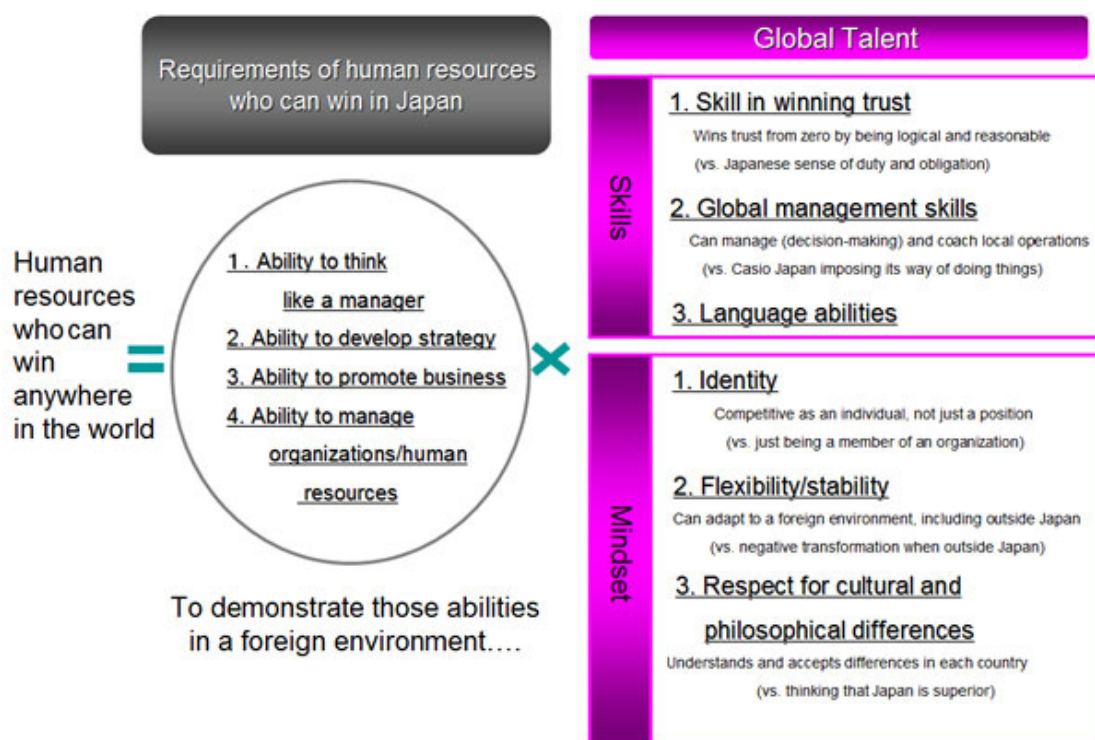 Requirements of human resources
who can win in Japan
Human
resources
who can
win
anywhere
in the world
=
1. Ability to think
like a manager
2. Ability to develop strategy
3. Ability to promote business
4. Ability to manage
organizations/human
resources
To demonstrate those abilities
in a foreign environment....
×
Global Talent
Skills
1. Skill in winning trust
Wins trust from zero by being logical and reasonable
(vs. Japanese sense of duty and obligation)
2. Global management skills
Can manage (decision-making) and coach local operations
(vs. Casio Japan imposing its way of doing things)
3. Language abilities
Mindset
1. Identity
Competitive as an individual, not just a position
(vs. just being a member of an organization)
2. Flexibility/stability
Can adapt to a foreign environment, including outside Japan
(vs. negative transformation when outside Japan)
3. Respect for cultural and
philosophical differences
Understands and accepts differences in each country
(vs. thinking that Japan is superior)